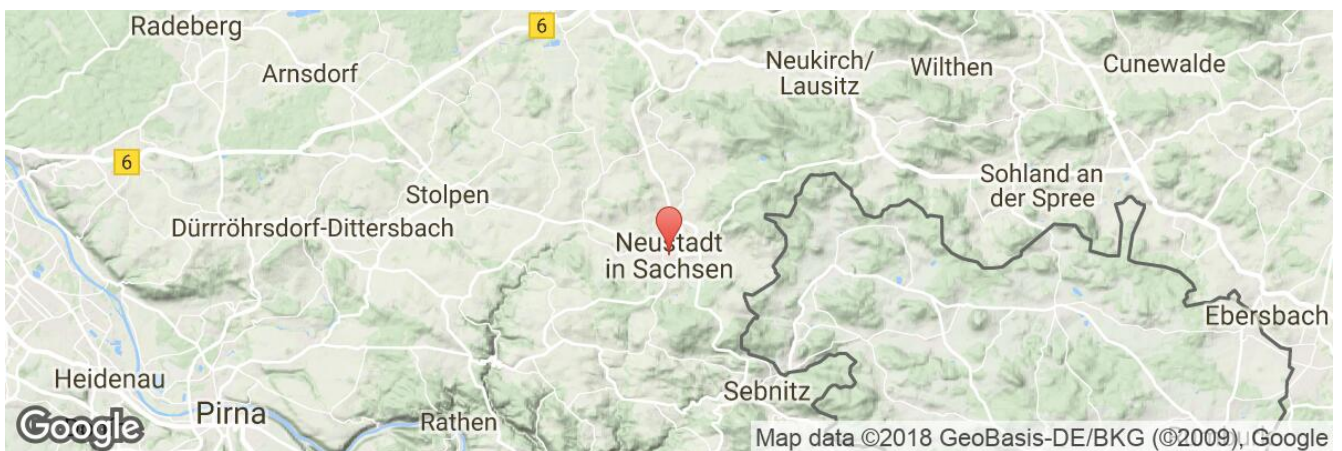 Radeberg
6
Neukirch/
Lausitz
Wilthen
Cunewalde
Arnsdorf
6
Stolpen
Sohland an
der Spree
Dürrröhrsdorf-Dittersbach
Neustadt
in Sachsen
Ebersbach
Heidenau
Sebnitz
Pirna
Rathen
Google
Map data ©2018 GeoBasis-DE/BKG (©2009), Google